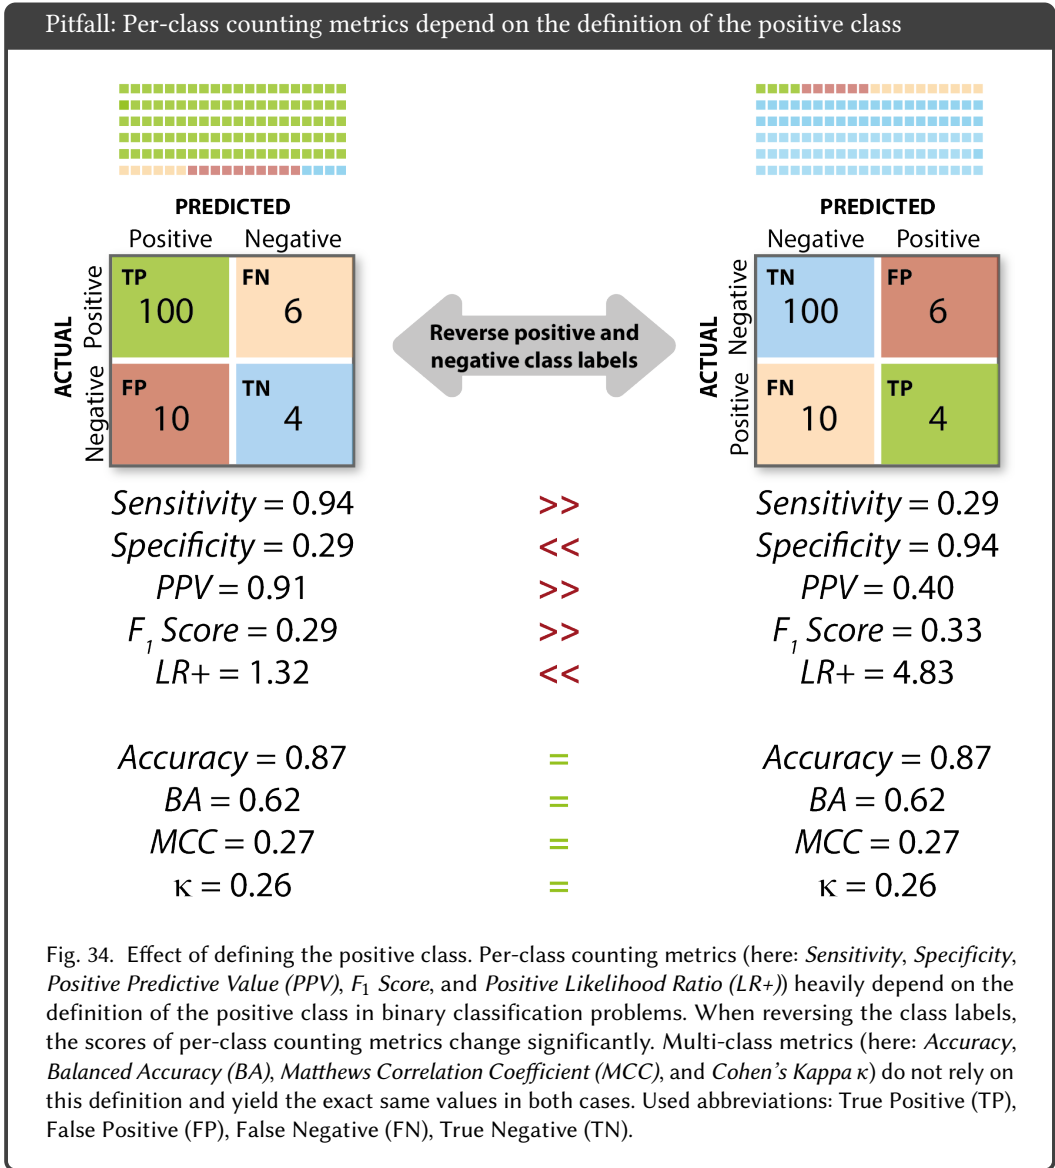 Pitfall: Per-class counting metrics depend on the definition of the positive class
PREDICTED
Positive Negative
ACTUAL
Positive
Negative
TP
100
FN
6
FP
10
TN
4
Reverse positive and
negative class labels
PREDICTED
Negative Positive
ACTUAL
Negative
Positive
TN
100
FP
6
FN
10
TP
4
Sensitivity = 0.94 >> Sensitivity = 0.29
Specificity = 0.29 << Specificity = 0.94
PPV = 0.91 >> PPV = 0.40
F1 Score = 0.29 >> F1 Score = 0.33
LR+ = 1.32 << LR+ = 4.83
Accuracy = 0.87 = Accuracy = 0.87
BA = 0.62 = BA = 0.62
MCC = 0.27 = MCC = 0.27
κ = 0.26 = κ = 0.26
Fig. 34. Effect of defining the positive class. Per-class counting metrics (here: Sensitivity, Specificity,
Positive Predictive Value (PPV), F1 Score, and Positive Likelihood Ratio (LR+)) heavily depend on the
definition of the positive class in binary classification problems. When reversing the class labels,
the scores of per-class counting metrics change significantly. Multi-class metrics (here: Accuracy,
Balanced Accuracy (BA), Matthews Correlation Coefficient (MCC), and Cohen's Kappa κ) do not rely on
this definition and yield the exact same values in both cases. Used abbreviations: True Positive (TP),
False Positive (FP), False Negative (FN), True Negative (TN).